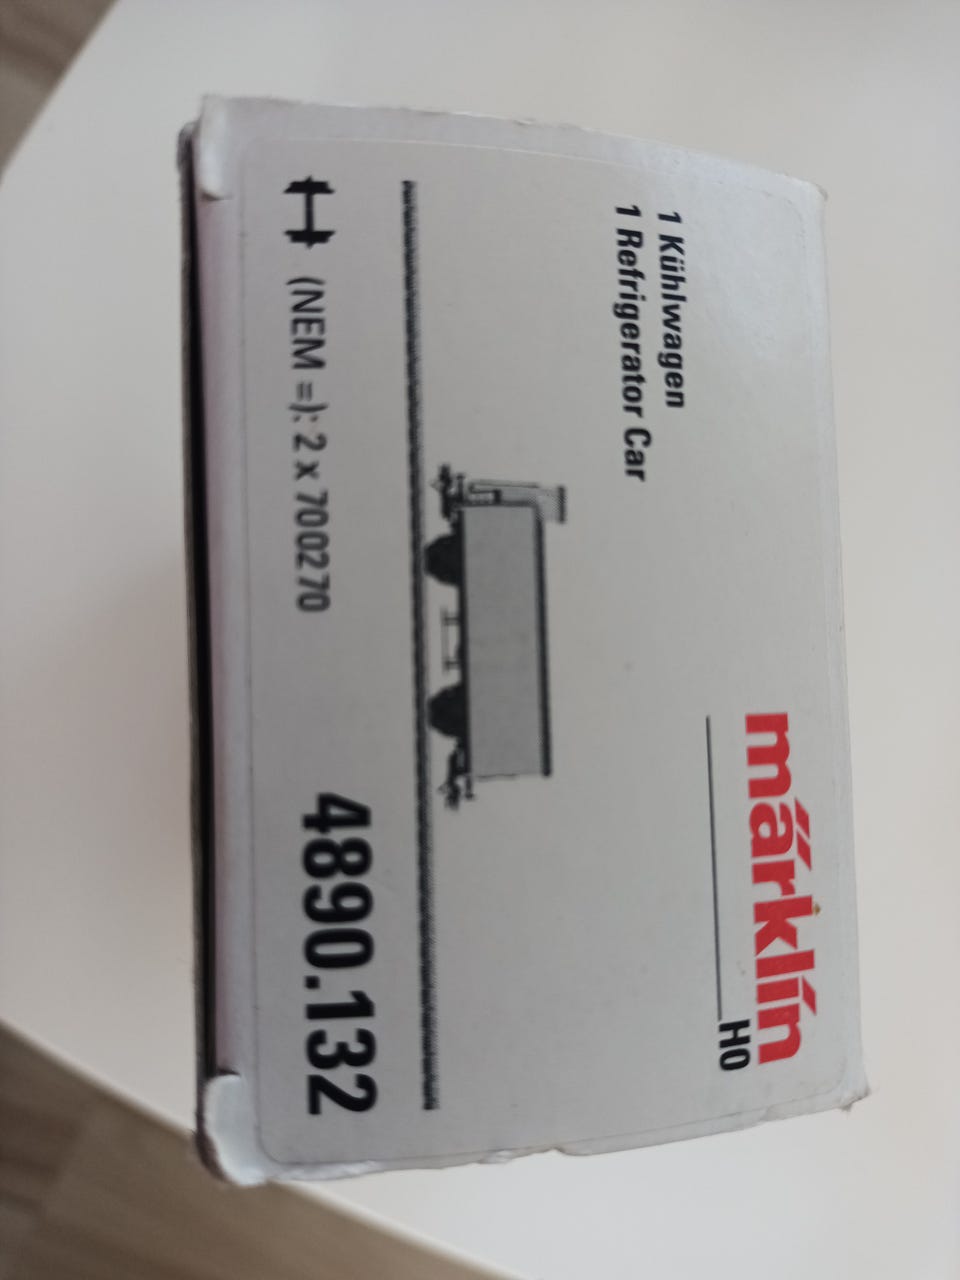 märklin
H0
1 Kühlwagen
1 Refrigerator Car
(NEM =): 2 x 700270
4890.132